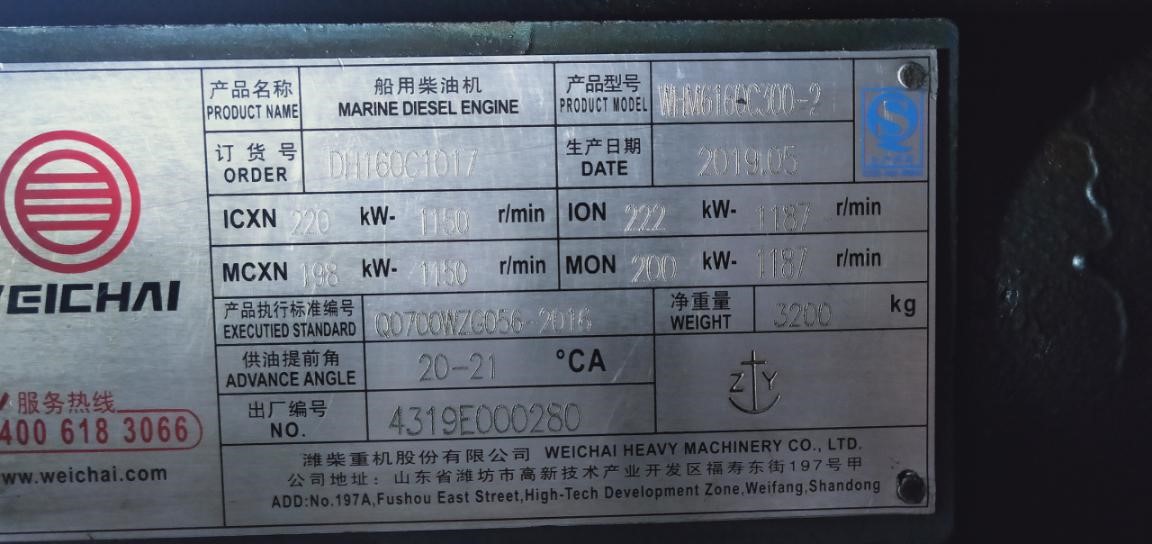 产品名称 船用柴油机 产品型号 WHM6160C300-2
PRODUCT NAME MARINE DIESEL ENGINE PRODUCT MODEL
订货号 DH160C1017 生产日期 2019.05
ORDER DATE
ICXN 220 kW- 1150 r/min ION 222 kW- 1187 r/min
MCXN 198 kW- 1150 r/min MON 200 kW- 1187 r/min
WEICHAI
产品执行标准编号 Q0700WZG056-2016 净重量 3200 kg
EXECUTIED STANDARD WEIGHT
供油提前角 20-21 °CA
ADVANCE ANGLE
Z Y
服务热线
400 618 3066
出厂编号 4319E000280
NO.
www.weichai.com
潍柴重机股份有限公司 WEICHAI HEAVY MACHINERY CO., LTD.
公司地址：山东省潍坊市高新技术产业开发区福寿东街197号甲
ADD:No.197A,Fushou East Street,High-Tech Development Zone,Weifang,Shandong